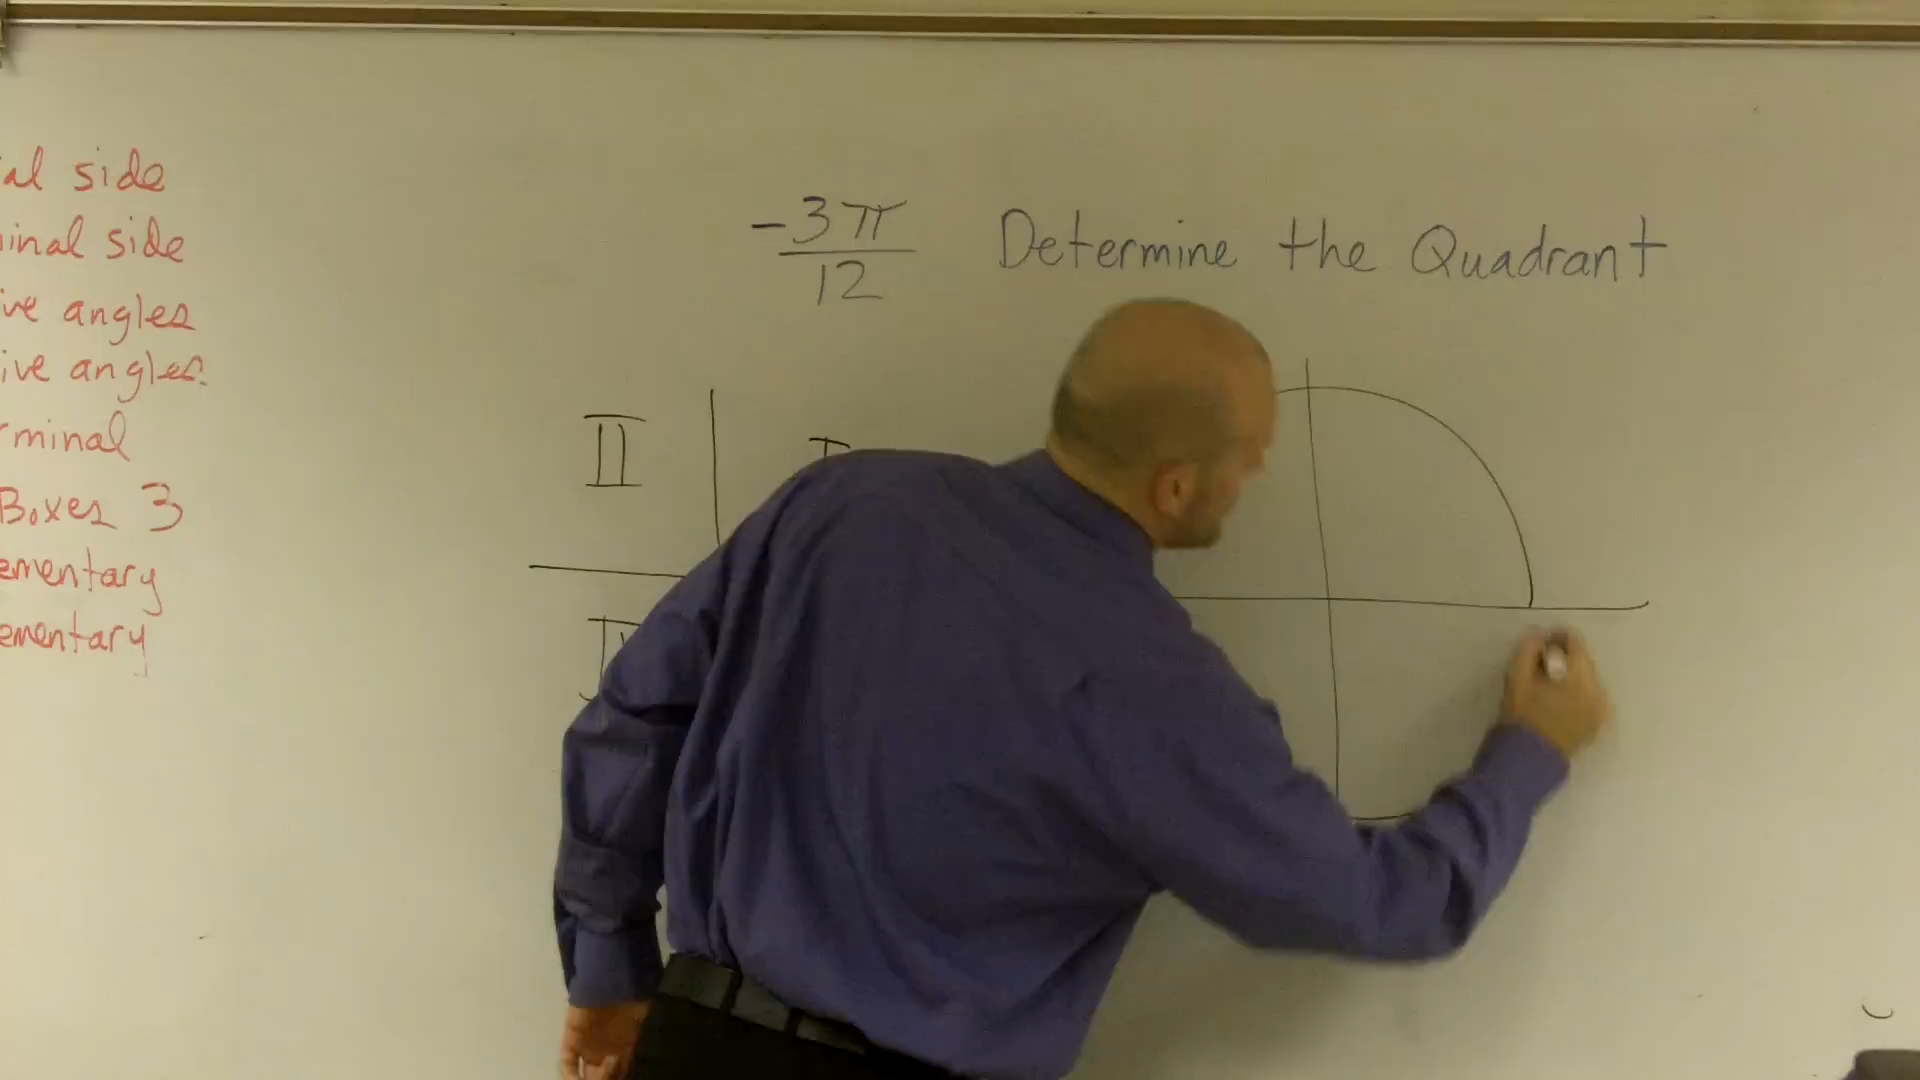 al side
inal side
ive angles
ive angles.
rminal
Boxes 3
ementary
ementary
-3π
12
Determine the Quadrant
II
I